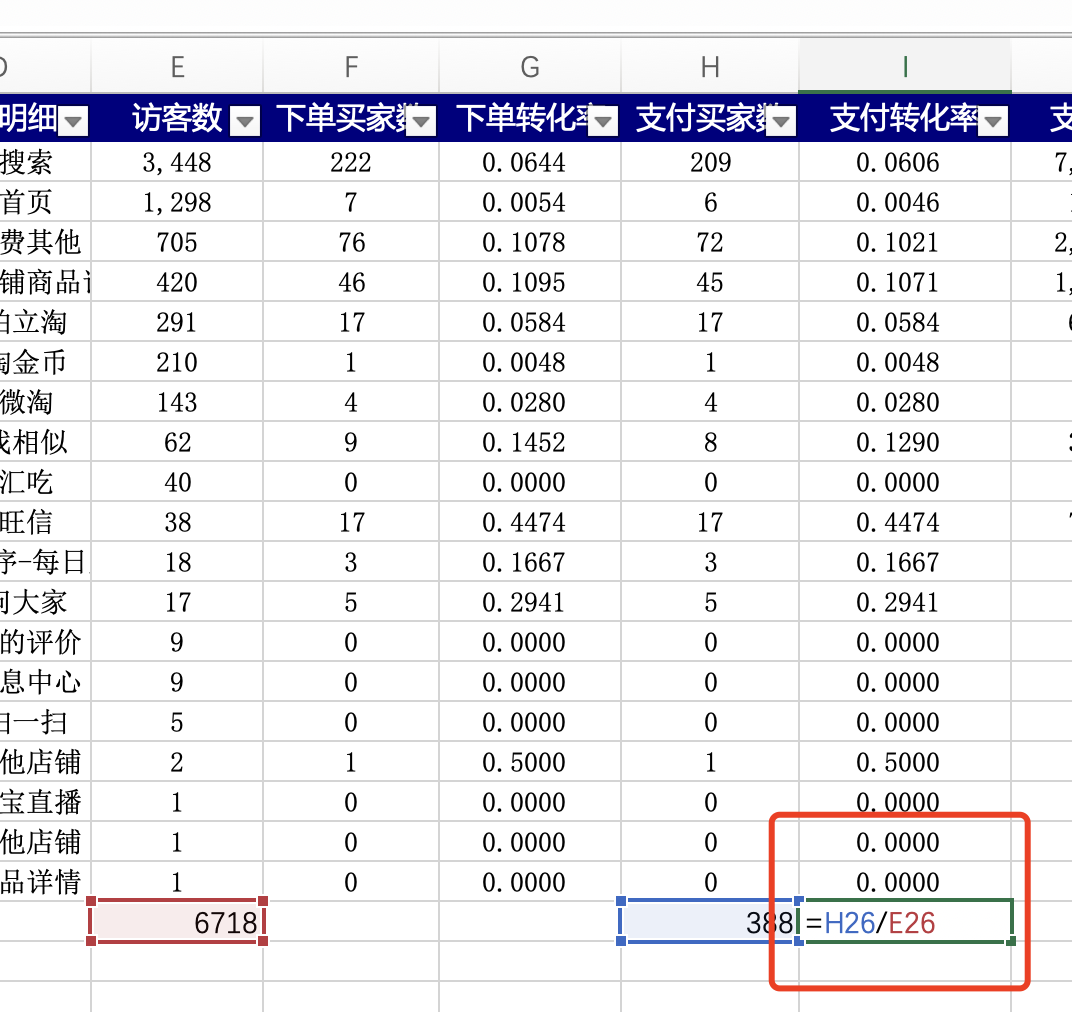 E F G H I
明细 访客数 下单买家数 下单转化率 支付买家数 支付转化率 支
搜索 3,448 222 0.0644 209 0.0606 7,
首页 1,298 7 0.0054 6 0.0046
费其他 705 76 0.1078 72 0.1021 2,
铺商品 420 46 0.1095 45 0.1071 1,
立淘 291 17 0.0584 17 0.0584
淘金币 210 1 0.0048 1 0.0048
微淘 143 4 0.0280 4 0.0280
找相似 62 9 0.1452 8 0.1290
汇吃 40 0 0.0000 0 0.0000
旺信 38 17 0.4474 17 0.4474
序-每日 18 3 0.1667 3 0.1667
问大家 17 5 0.2941 5 0.2941
的评价 9 0 0.0000 0 0.0000
息中心 9 0 0.0000 0 0.0000
扫一扫 5 0 0.0000 0 0.0000
他店铺 2 1 0.5000 1 0.5000
宝直播 1 0 0.0000 0 0.0000
他店铺 1 0 0.0000 0 0.0000
品详情 1 0 0.0000 0 0.0000
6718 388 =H26/E26